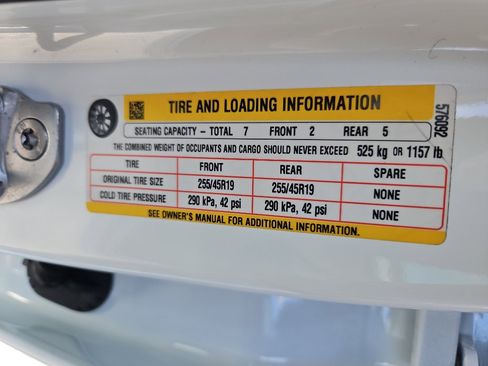 TIRE AND LOADING INFORMATION
SEATING CAPACITY – TOTAL 7 FRONT 2 REAR 5
THE COMBINED WEIGHT OF OCCUPANTS AND CARGO SHOULD NEVER EXCEED 525 kg OR 1157 lb
TIRE FRONT REAR SPARE
ORIGINAL TIRE SIZE 255/45R19 255/45R19 NONE
COLD TIRE PRESSURE 290 kPa, 42 psi 290 kPa, 42 psi NONE
SEE OWNER'S MANUAL FOR ADDITIONAL INFORMATION.